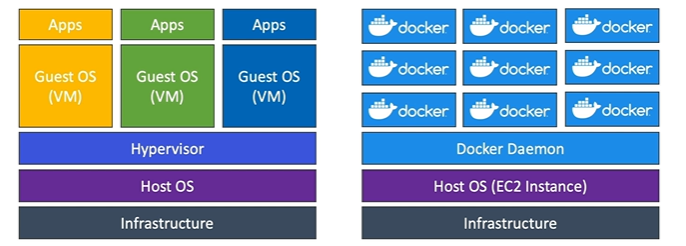 Apps
Apps
Apps
Guest OS
(VM)
Guest OS
(VM)
Guest OS
(VM)
Hypervisor
Host OS
Infrastructure
docker
docker
docker
docker
docker
docker
docker
docker
docker
Docker Daemon
Host OS (EC2 Instance)
Infrastructure